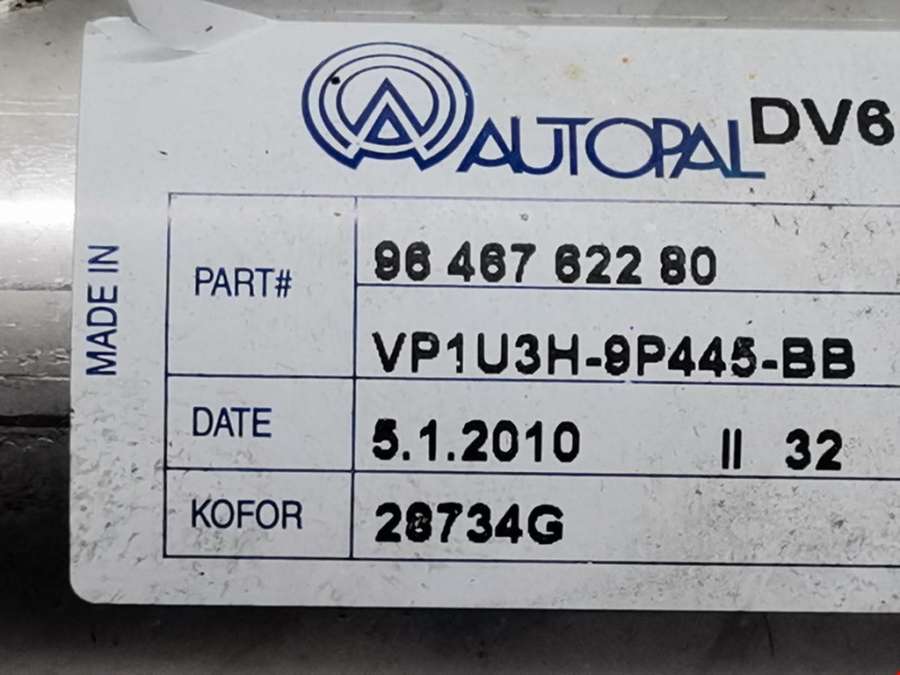 AUTOPAL DV6
MADE IN
PART# 96 467 622 80
VP1U3H-9P445-BB
DATE 5.1.2010 II 32
KOFOR 28734G